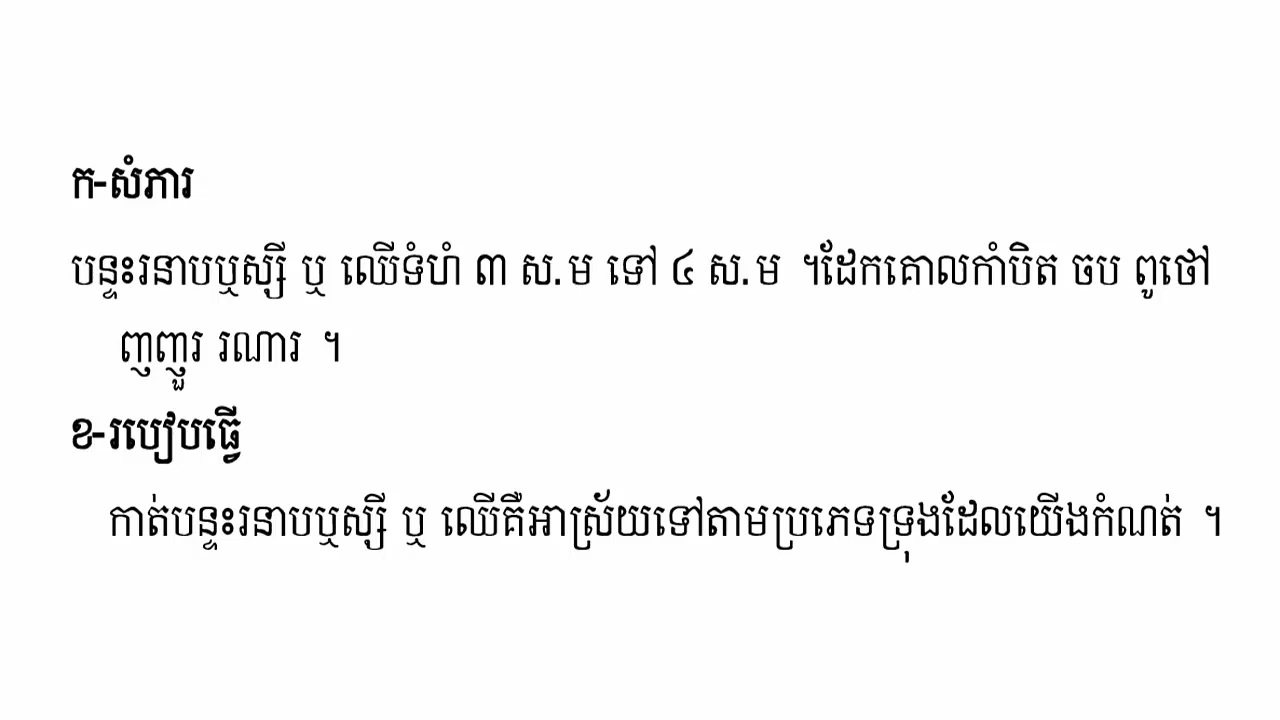 ក-សំភារ
បន្ទះរនាបឬស្សី ឬ ឈើទំហំ ៣ ស.ម ទៅ ៤ ស.ម ។ដែកគោលកាំបិត ចប ពូថៅ
ញញួរ រណារ ។
ខ-របៀបធ្វើ
កាត់បន្ទះរនាបឬស្សី ឬ ឈើគឺអាស្រ័យទៅតាមប្រភេទទ្រុងដែលយើងកំណត់ ។